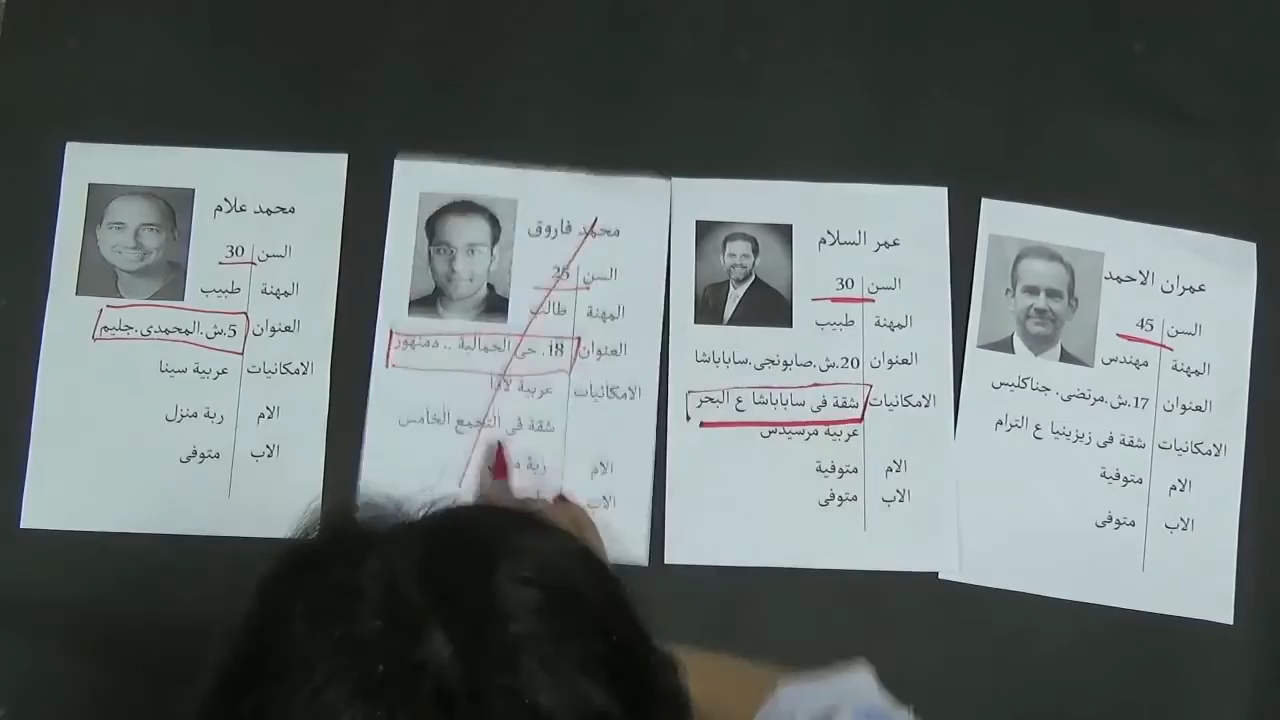 عمران الاحمد
السن 45
المهنة مهندس
العنوان 17.ش.مرتضى. جناكليس
الامكانيات شقة فى زيزينيا ع الترام
الام متوفية
الاب متوفى
عمر السلام
السن 30
المهنة طبيب
العنوان 20.ش.صابونجى.ساباباشا
الامكانيات شقة فى ساباباشا ع البحر
عربية مرسيدس
الام متوفية
الاب متوفى
محمد فاروق
السن 25
المهنة طالب
العنوان 18. حى الجمالية .. دمنهور
الامكانيات عربية لادا
شقة فى التجمع الخامس
الام ربة
الاب
محمد علام
السن 30
المهنة طبيب
العنوان 5.ش.المحمدى.جليم
الامكانيات عربية سينا
الام ربة منزل
الاب متوفى